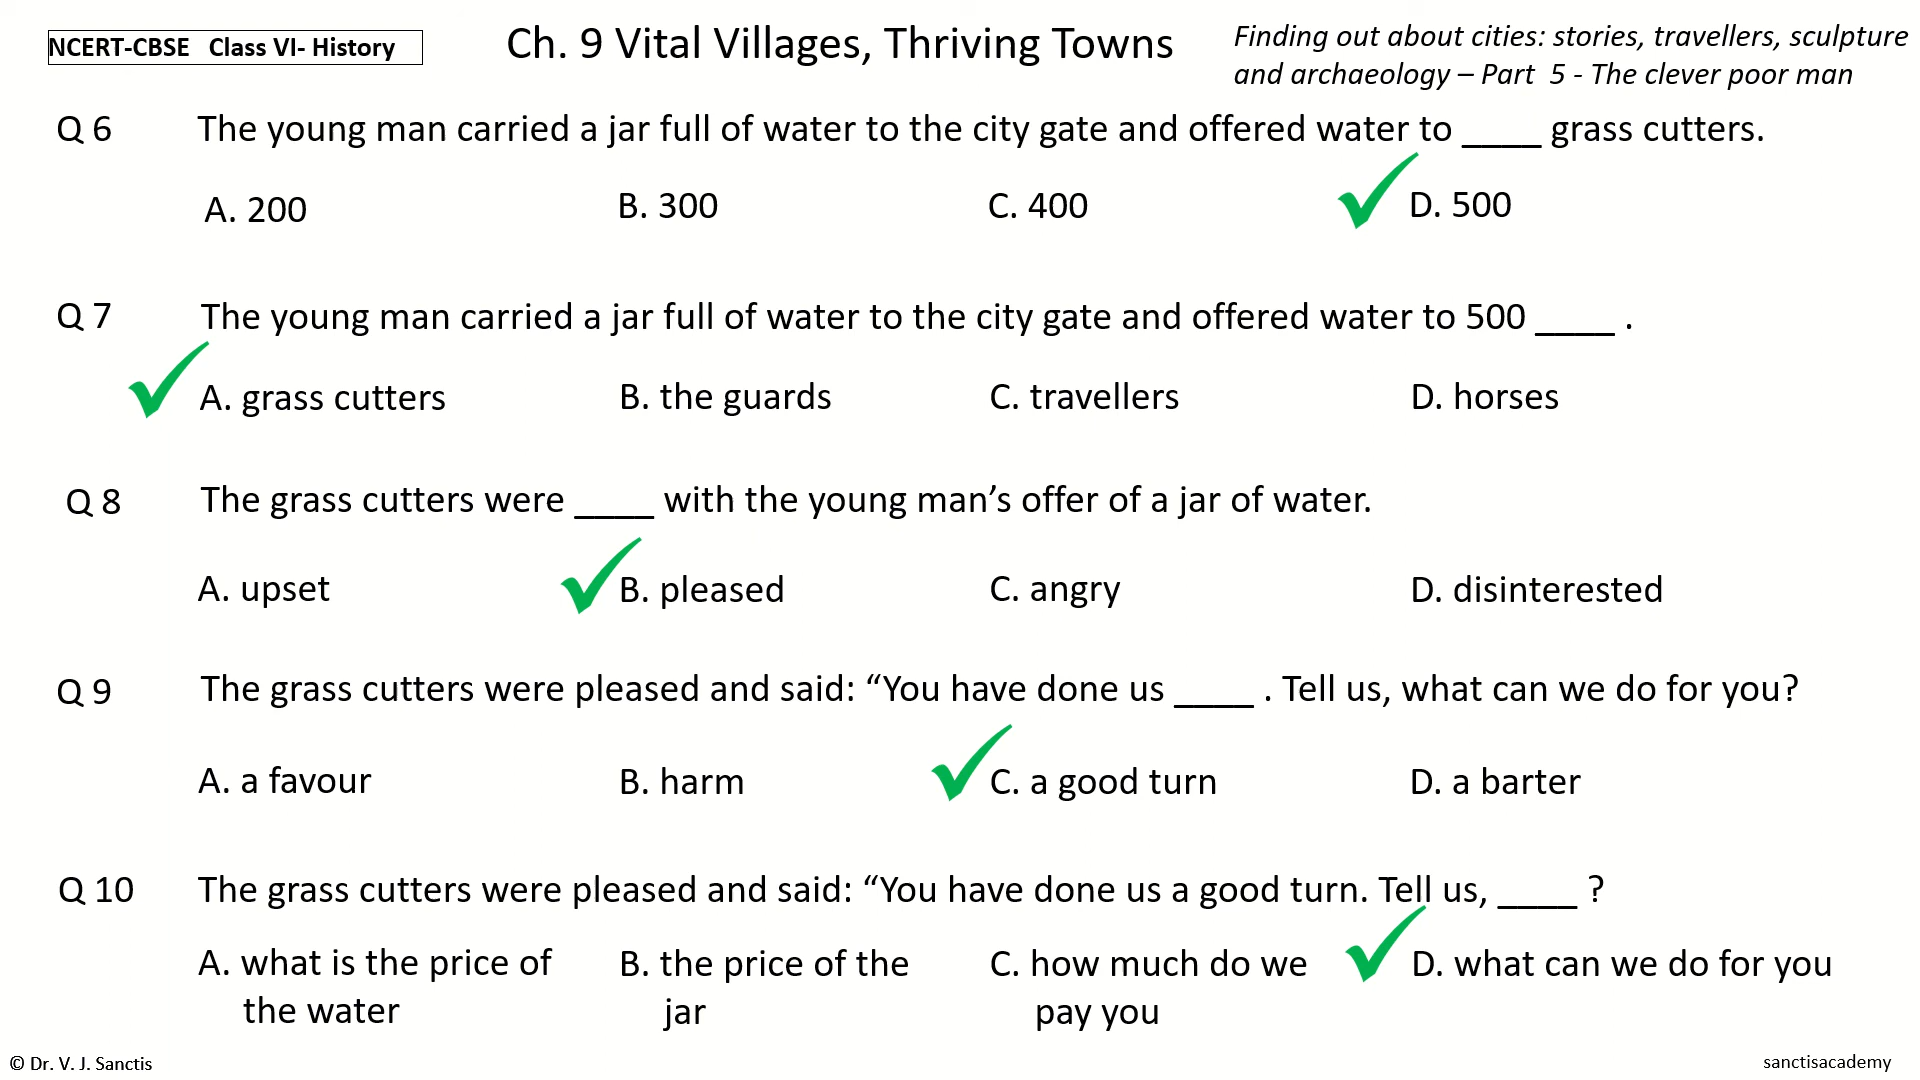 NCERT-CBSE Class VI- History
Ch. 9 Vital Villages, Thriving Towns
Finding out about cities: stories, travellers, sculpture
and archaeology – Part 5 - The clever poor man
Q 6 The young man carried a jar full of water to the city gate and offered water to ____ grass cutters.
A. 200 B. 300 C. 400 D. 500
Q 7 The young man carried a jar full of water to the city gate and offered water to 500 ____ .
A. grass cutters B. the guards C. travellers D. horses
Q 8 The grass cutters were ____ with the young man’s offer of a jar of water.
A. upset B. pleased C. angry D. disinterested
Q 9 The grass cutters were pleased and said: “You have done us ____ . Tell us, what can we do for you?
A. a favour B. harm C. a good turn D. a barter
Q 10 The grass cutters were pleased and said: “You have done us a good turn. Tell us, ____ ?
A. what is the price of
the water
B. the price of the
jar
C. how much do we
pay you
D. what can we do for you
© Dr. V. J. Sanctis
sanctisacademy